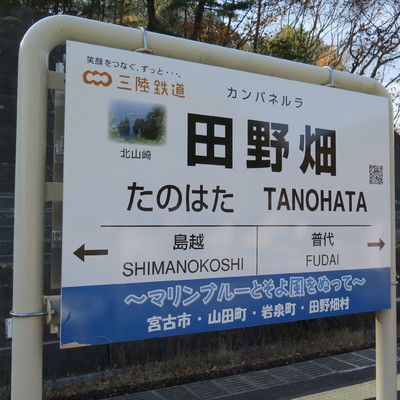 笑顔をつなぐ、ずっと・・・。
三陸鉄道
カンパネルラ
田野畑
北山崎
たのはた TANOHATA
島越 普代
SHIMANOKOSHI FUDAI
～マリンブルーとそよ風をぬって～
宮古市・山田町・岩泉町・田野畑村